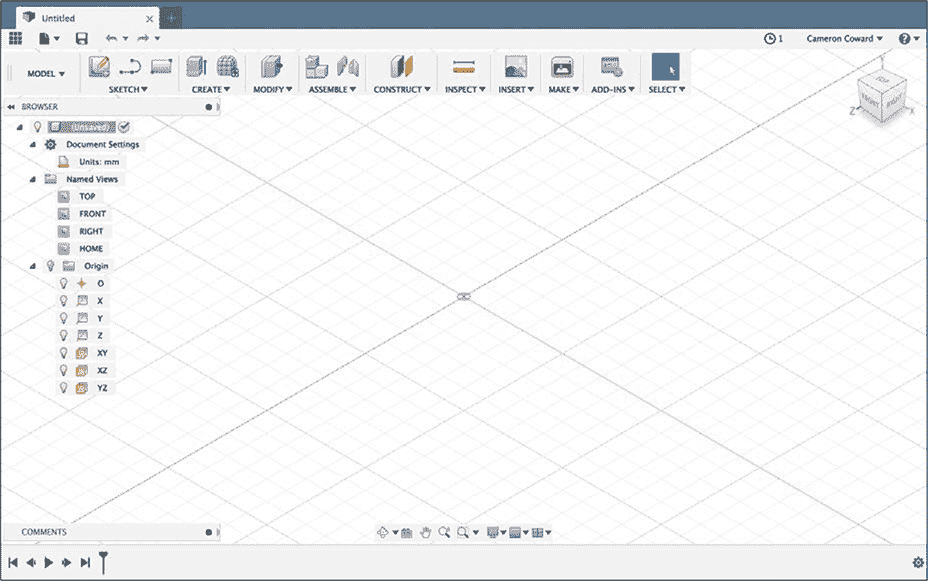 Untitled
1 Cameron Coward
MODEL
SKETCH CREATE MODIFY ASSEMBLE CONSTRUCT INSPECT INSERT MAKE ADD-INS SELECT
TOP
FRONT RIGHT
Z X
BROWSER
(Unsaved)
Document Settings
Units: mm
Named Views
TOP
FRONT
RIGHT
HOME
Origin
O
X
Y
Z
XY
XZ
YZ
COMMENTS